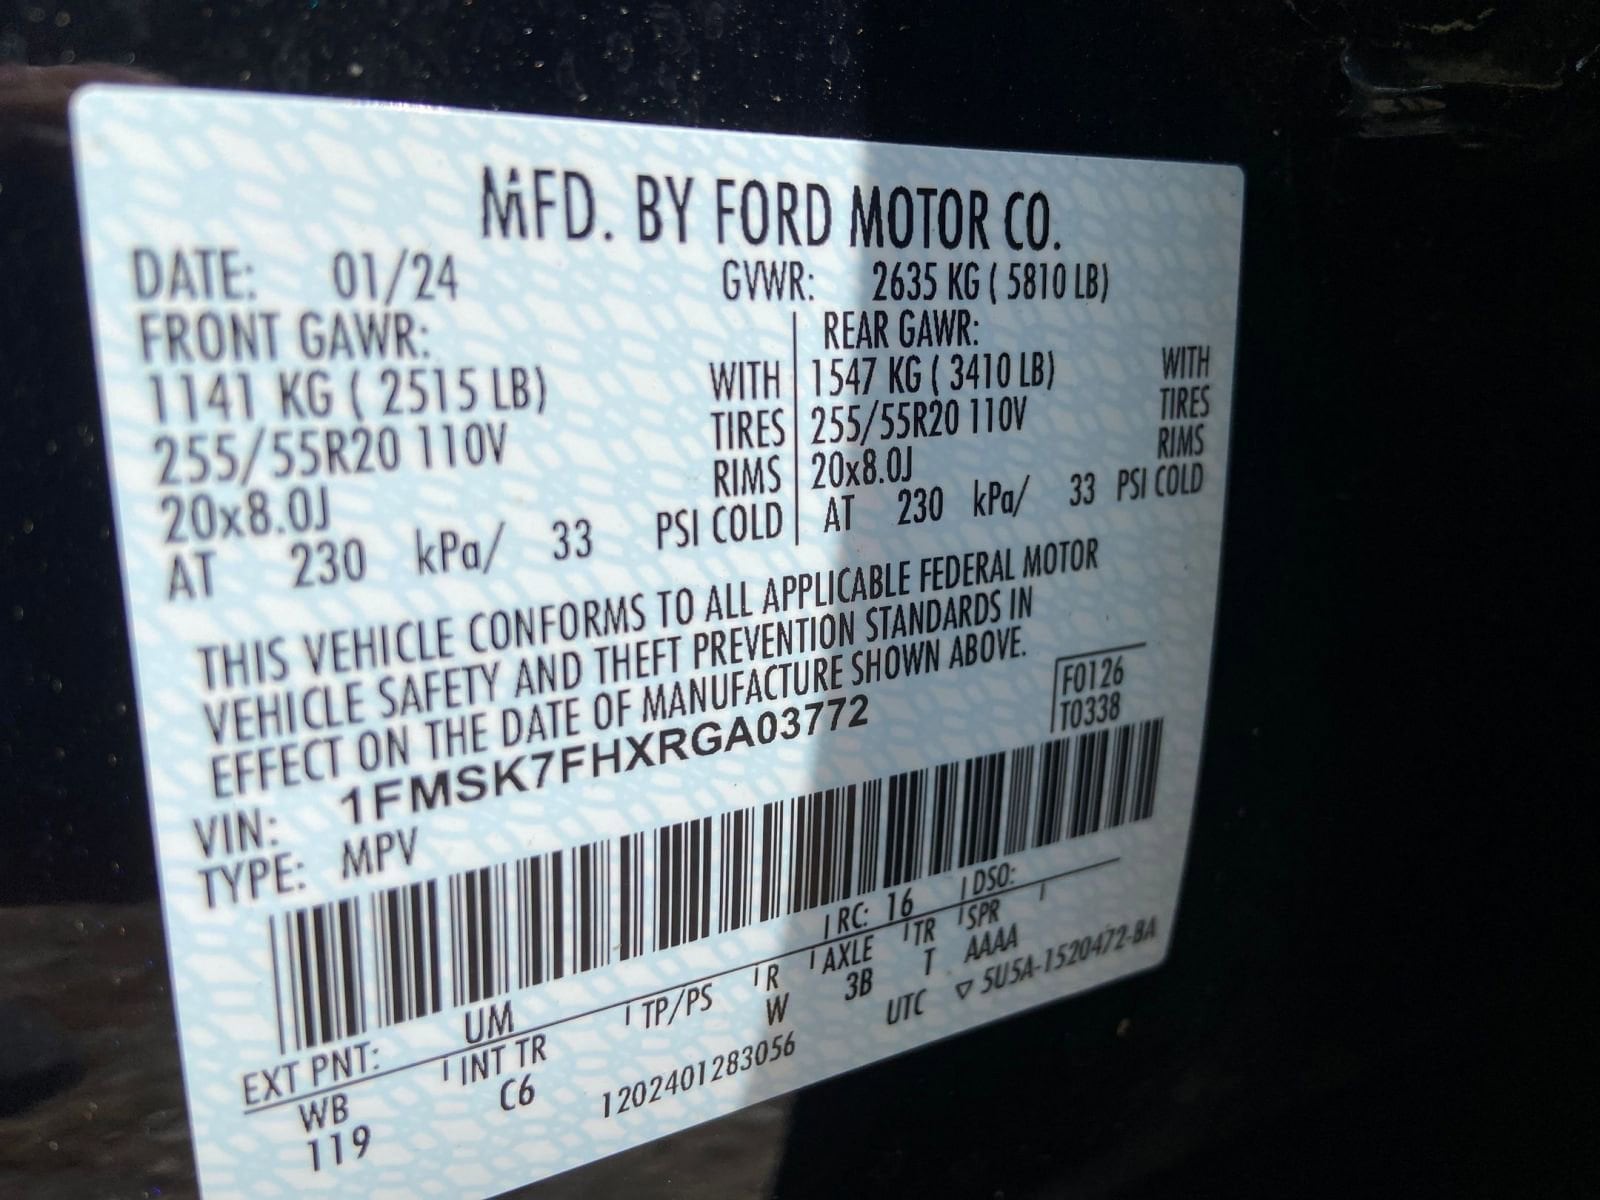 MFD. BY FORD MOTOR CO.
DATE: 01/24 GVWR: 2635 KG ( 5810 LB)
FRONT GAWR: REAR GAWR:
1141 KG ( 2515 LB) WITH 1547 KG ( 3410 LB) WITH
255/55R20 110V TIRES 255/55R20 110V TIRES
20x8.0J RIMS 20x8.0J RIMS
AT 230 kPa/ 33 PSI COLD AT 230 kPa/ 33 PSI COLD
THIS VEHICLE CONFORMS TO ALL APPLICABLE FEDERAL MOTOR
VEHICLE SAFETY AND THEFT PREVENTION STANDARDS IN
EFFECT ON THE DATE OF MANUFACTURE SHOWN ABOVE.
F0126
VIN: 1FMSK7FHXRGA03772 T0338
TYPE: MPV
EXT PNT: UM RC: 16 DSO:
WB INT TR TP/PS R AXLE TR SPR
119 C6 W 3B T AAAA
1202401283056 UTC ▽ 5U5A-1520472-BA